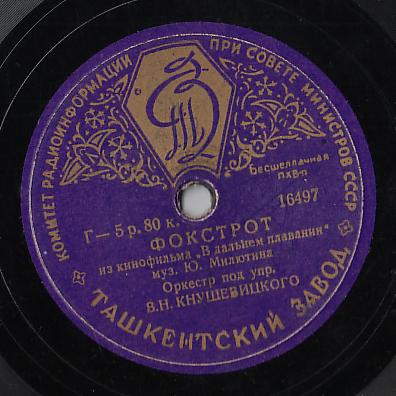 КОМИТЕТ РАДИОИНФОРМАЦИИ ПРИ СОВЕТЕ МИНИСТРОВ СССР
Бесшеллачная
ПХВ-п
16497
Г—5 р. 80 к.
ФОКСТРОТ
из кинофильма „В дальнем плавании“
муз. Ю. Милютина
Оркестр под упр.
В.Н. КНУШЕВИЦКОГО
ТАШКЕНТСКИЙ ЗАВОД